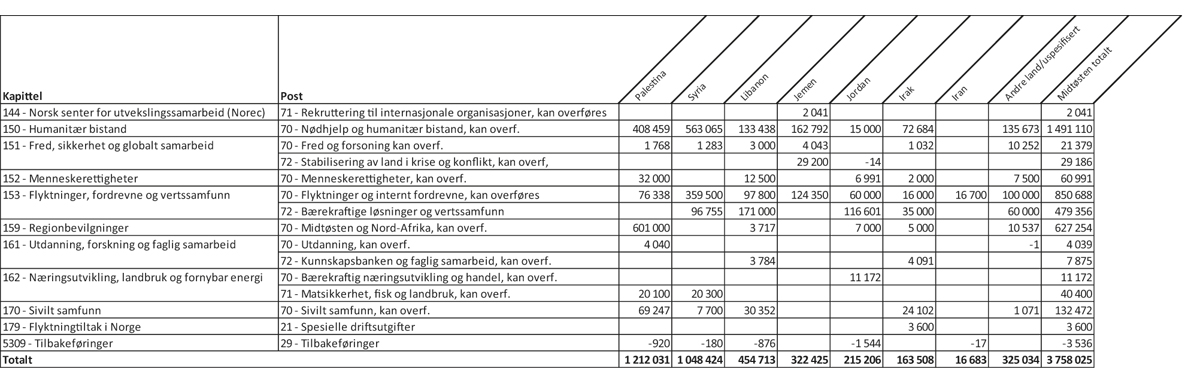 Palestina Syria Libanon Jemen Jordan Irak Iran Andre land/uspesifisert Midtøsten totalt
Kapittel Post
144 - Norsk senter for utvekslingssamarbeid (Norec) 71 - Rekruttering til internasjonale organisasjoner, kan overføres 2 041 2 041
150 - Humanitær bistand 70 - Nødhjelp og humanitær bistand, kan overf. 408 459 563 065 133 438 162 792 15 000 72 684 135 673 1 491 110
151 - Fred, sikkerhet og globalt samarbeid 70 - Fred og forsoning kan overf. 1 768 1 283 3 000 4 043 1 032 10 252 21 379
72 - Stabilisering av land i krise og konflikt, kan overf, 29 200 -14 29 186
152 - Menneskerettigheter 70 - Menneskerettigheter, kan overf. 32 000 12 500 6 991 2 000 7 500 60 991
153 - Flyktninger, fordrevne og vertssamfunn 70 - Flyktninger og internt fordrevne, kan overføres 76 338 359 500 97 800 124 350 60 000 16 000 16 700 100 000 850 688
72 - Bærekraftige løsninger og vertssamfunn 96 755 171 000 116 601 35 000 60 000 479 356
159 - Regionbevilgninger 70 - Midtøsten og Nord-Afrika, kan overf. 601 000 3 717 7 000 5 000 10 537 627 254
161 - Utdanning, forskning og faglig samarbeid 70 - Utdanning, kan overf. 4 040 -1 4 039
72 - Kunnskapsbanken og faglig samarbeid, kan overf. 3 784 4 091 7 875
162 - Næringsutvikling, landbruk og fornybar energi 70 - Bærekraftig næringsutvikling og handel, kan overf. 11 172 11 172
71 - Matsikkerhet, fisk og landbruk, kan overf. 20 100 20 300 40 400
170 - Sivilt samfunn 70 - Sivilt samfunn, kan overf. 69 247 7 700 30 352 24 102 1 071 132 472
179 - Flyktningtiltak i Norge 21 - Spesielle driftsutgifter 3 600 3 600
5309 - Tilbakeføringer 29 - Tilbakeføringer -920 -180 -876 -1 544 -17 -3 536
Totalt 1 212 031 1 048 424 454 713 322 425 215 206 163 508 16 683 325 034 3 758 025